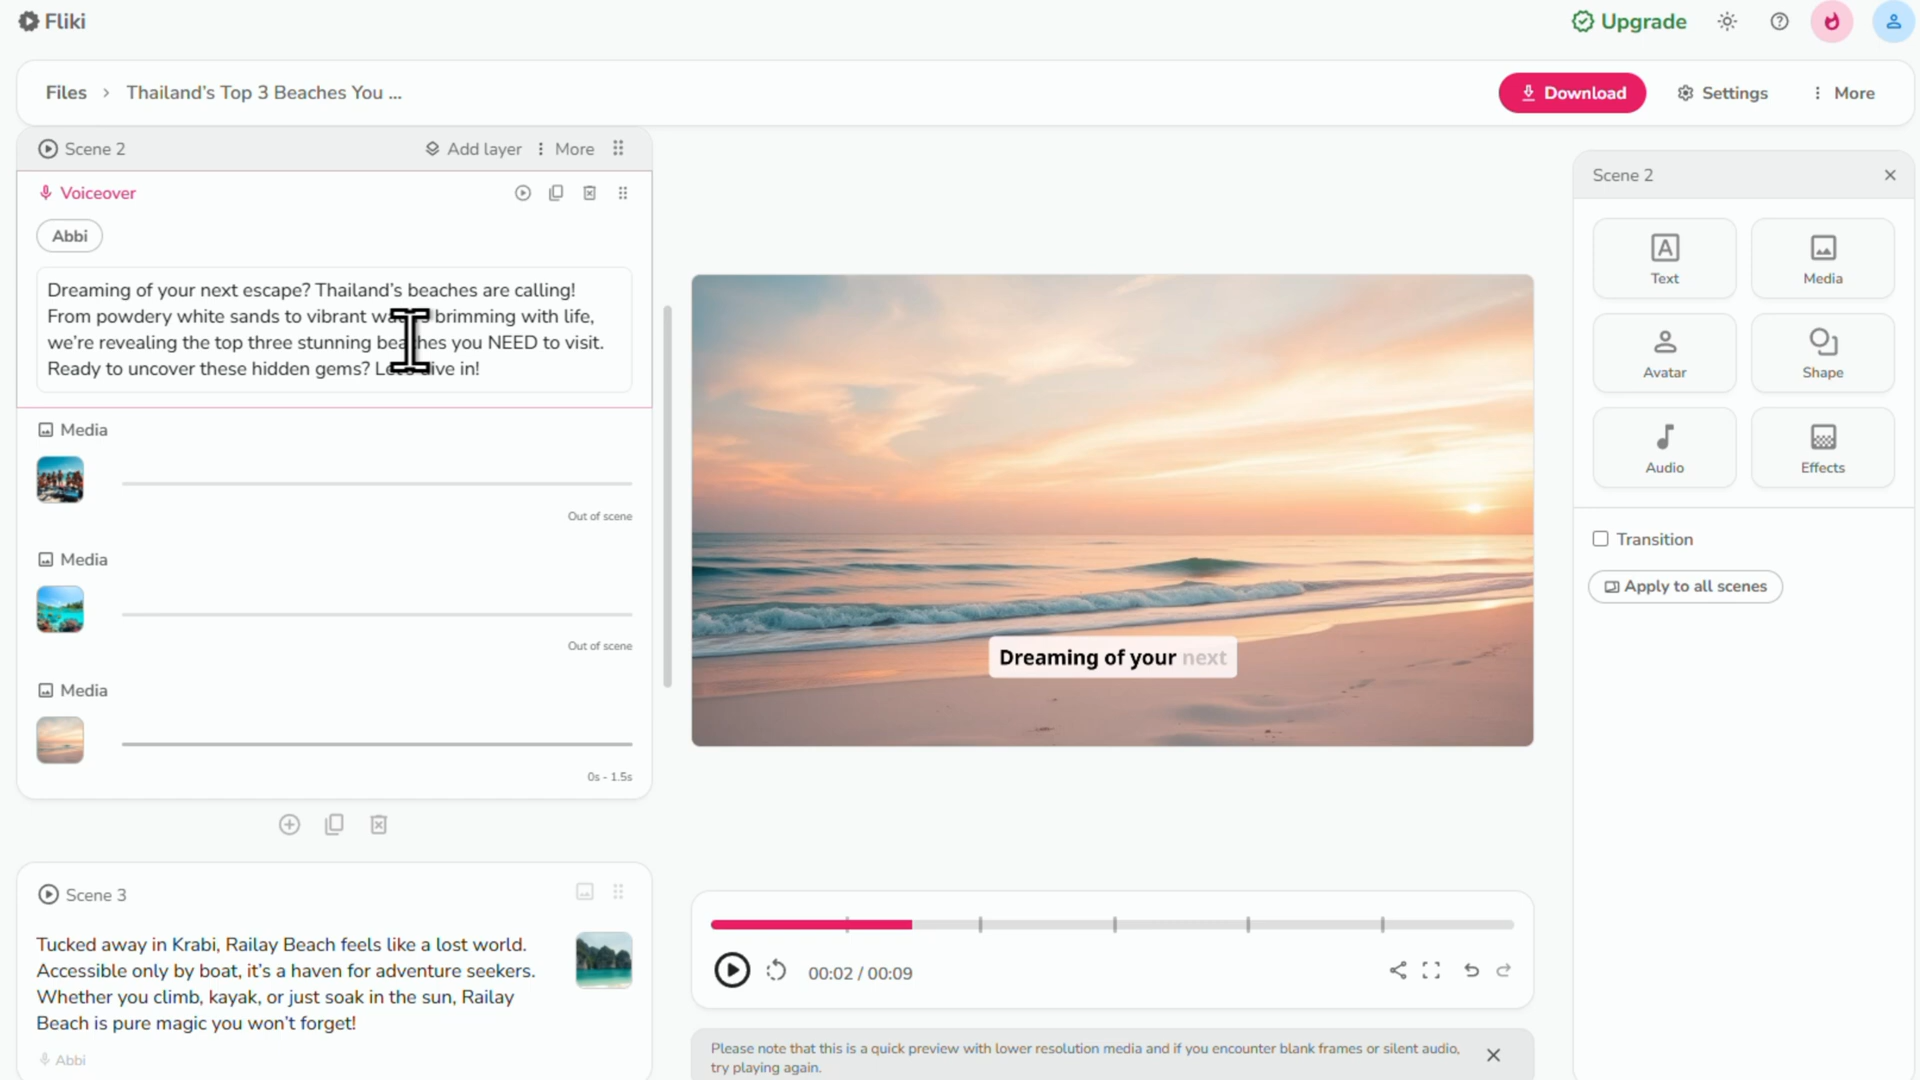 Fliki
Upgrade
Files > Thailand's Top 3 Beaches You ...
Download
Settings
More
Scene 2
Add layer
More
Voiceover
Abbi
Dreaming of your next escape? Thailand's beaches are calling!
From powdery white sands to vibrant brimming with life,
we're revealing the top three stunning beaches you NEED to visit.
Ready to uncover these hidden gems? Let's dive in!
Media
Out of scene
Media
Out of scene
Media
0s - 1.5s
Scene 3
Tucked away in Krabi, Railay Beach feels like a lost world.
Accessible only by boat, it's a haven for adventure seekers.
Whether you climb, kayak, or just soak in the sun, Railay
Beach is pure magic you won't forget!
Abbi
Dreaming of your next
00:02 / 00:09
Please note that this is a quick preview with lower resolution media and if you encounter blank frames or silent audio,
try playing again.
Scene 2
Text
Media
Avatar
Shape
Audio
Effects
Transition
Apply to all scenes